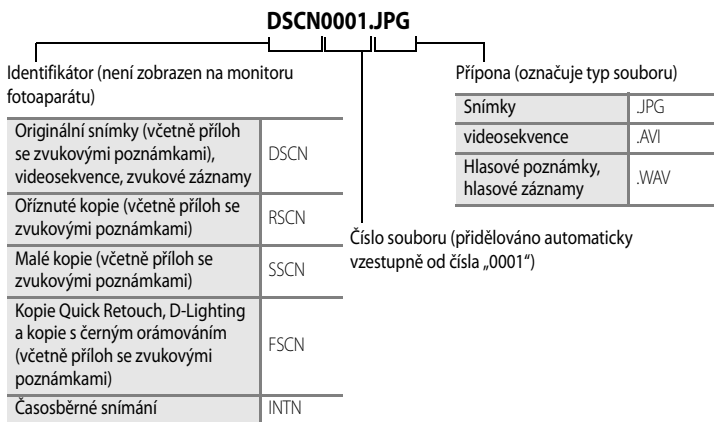 DSCN0001.JPG
Identifikátor (není zobrazen na monitoru
fotoaparátu)
Originální snímky (včetně příloh
se zvukovými poznámkami),
videosekvence, zvukové záznamy
DSCN
Oříznuté kopie (včetně příloh se
zvukovými poznámkami)
RSCN
Malé kopie (včetně příloh se
zvukovými poznámkami)
SSCN
Kopie Quick Retouch, D-Lighting
a kopie s černým orámováním
(včetně příloh se zvukovými
poznámkami)
FSCN
Časosběrné snímání
INTN
Číslo souboru (přidělováno automaticky
vzestupně od čísla „0001“)
Přípona (označuje typ souboru)
Snímky
.JPG
videosekvence
.AVI
Hlasové poznámky,
hlasové záznamy
.WAV